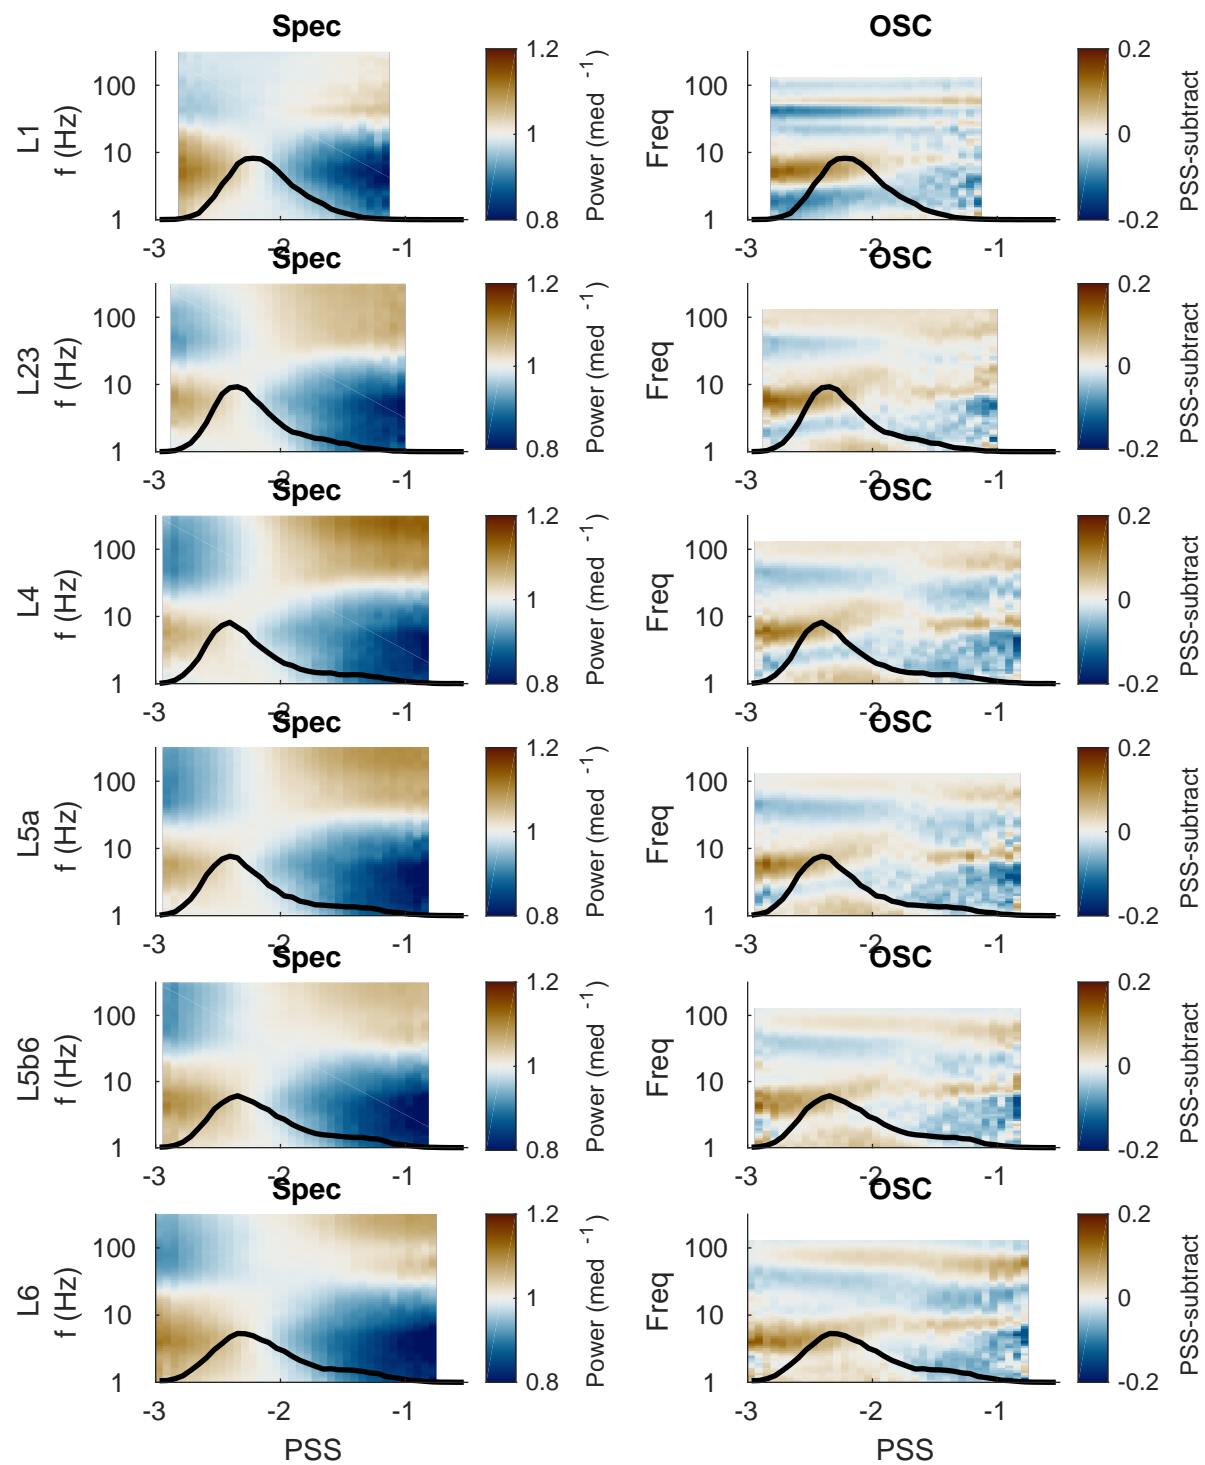 Spec OSC
L1
f (Hz)
100
10
1
-3 -2 -1
1.2
1
0.8
Power (med -1)
Freq
100
10
1
-3 -2 -1
0.2
0
-0.2
PSS-subtract
Spec OSC
L23
f (Hz)
100
10
1
-3 -2 -1
1.2
1
0.8
Power (med -1)
Freq
100
10
1
-3 -2 -1
0.2
0
-0.2
PSS-subtract
Spec OSC
L4
f (Hz)
100
10
1
-3 -2 -1
1.2
1
0.8
Power (med -1)
Freq
100
10
1
-3 -2 -1
0.2
0
-0.2
PSS-subtract
Spec OSC
L5a
f (Hz)
100
10
1
-3 -2 -1
1.2
1
0.8
Power (med -1)
Freq
100
10
1
-3 -2 -1
0.2
0
-0.2
PSS-subtract
Spec OSC
L5b6
f (Hz)
100
10
1
-3 -2 -1
1.2
1
0.8
Power (med -1)
Freq
100
10
1
-3 -2 -1
0.2
0
-0.2
PSS-subtract
Spec OSC
L6
f (Hz)
100
10
1
-3 -2 -1
PSS
1.2
1
0.8
Power (med -1)
Freq
100
10
1
-3 -2 -1
PSS
0.2
0
-0.2
PSS-subtract